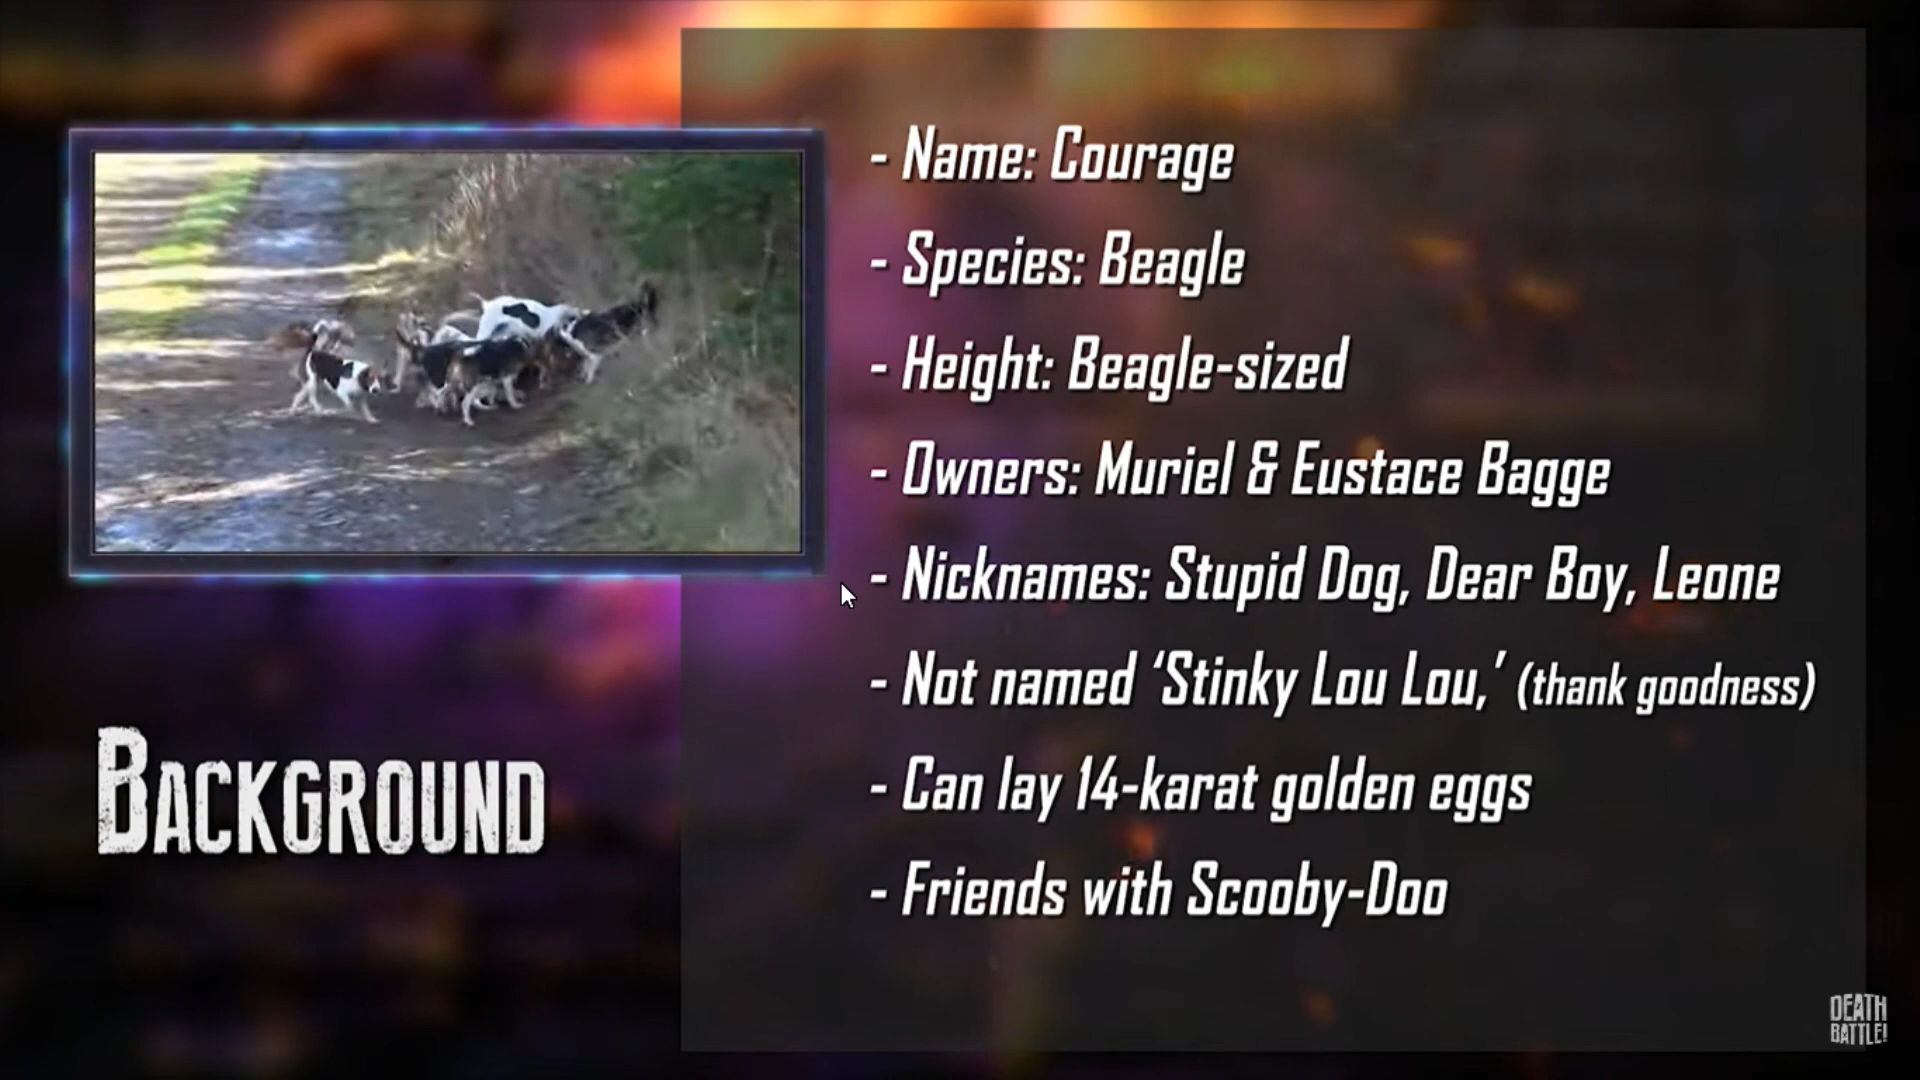 - Name: Courage
- Species: Beagle
- Height: Beagle-sized
- Owners: Muriel & Eustace Bagge
- Nicknames: Stupid Dog, Dear Boy, Leone
- Not named ‘Stinky Lou Lou,’ (thank goodness)
- Can lay 14-karat golden eggs
- Friends with Scooby-Doo
BACKGROUND
DEATH
BATTLE!